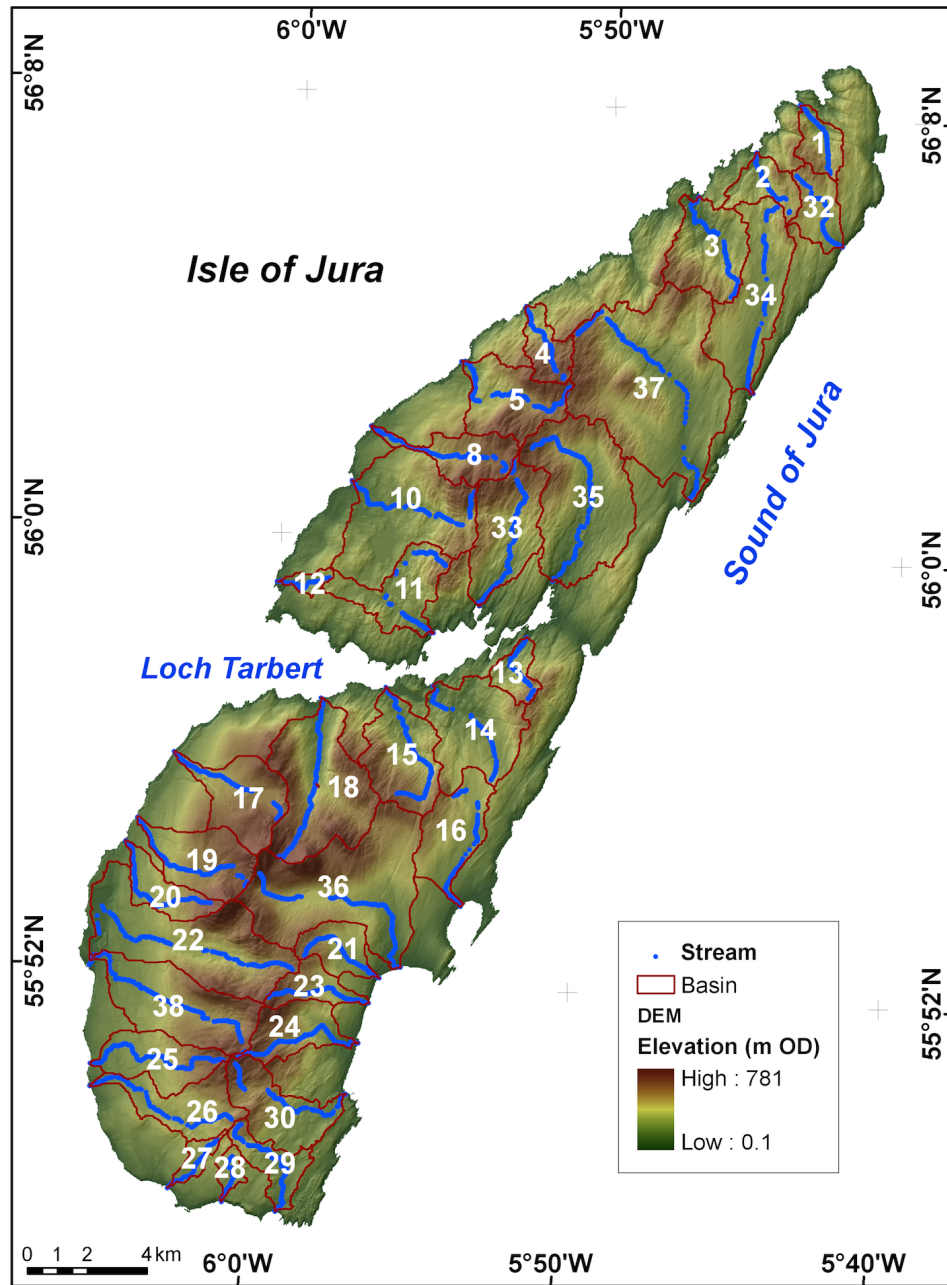 6°0'W
5°50'W
56°8'N
56°8'N
1
2
32
3
Isle of Jura
34
4
37
5
Sound of Jura
8
35
10
33
56°0'N
56°0'N
12
11
Loch Tarbert
13
14
15
18
17
16
19
36
20
21
22
55°52'N
55°52'N
23
38
24
25
26
30
27
28
29
Stream
Basin
DEM
Elevation (m OD)
High : 781
Low : 0.1
0 1 2 4 km
6°0'W
5°50'W
5°40'W